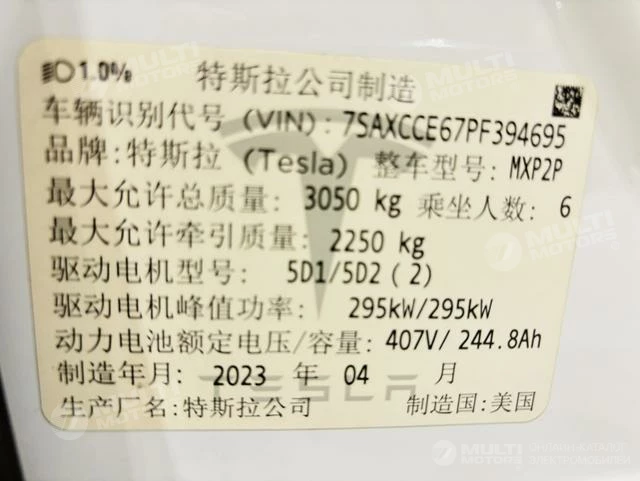 1.0% 特斯拉公司制造
车辆识别代号 (VIN): 7SAXCCE67PF394695
品牌: 特斯拉 (Tesla) 整车型号: MXP2P
最大允许总质量: 3050 kg 乘坐人数: 6
最大允许牵引质量: 2250 kg
驱动电机型号: 5D1/5D2 (2)
驱动电机峰值功率: 295kW/295kW
动力电池额定电压/容量: 407V/ 244.8Ah
制造年月: 2023 年 04 月
TESLA
生产厂名: 特斯拉公司 制造国: 美国
MULTI MOTORS
ОНЛАЙН-КАТАЛОГ
ЭЛЕКТРОМОБИЛЕЙ